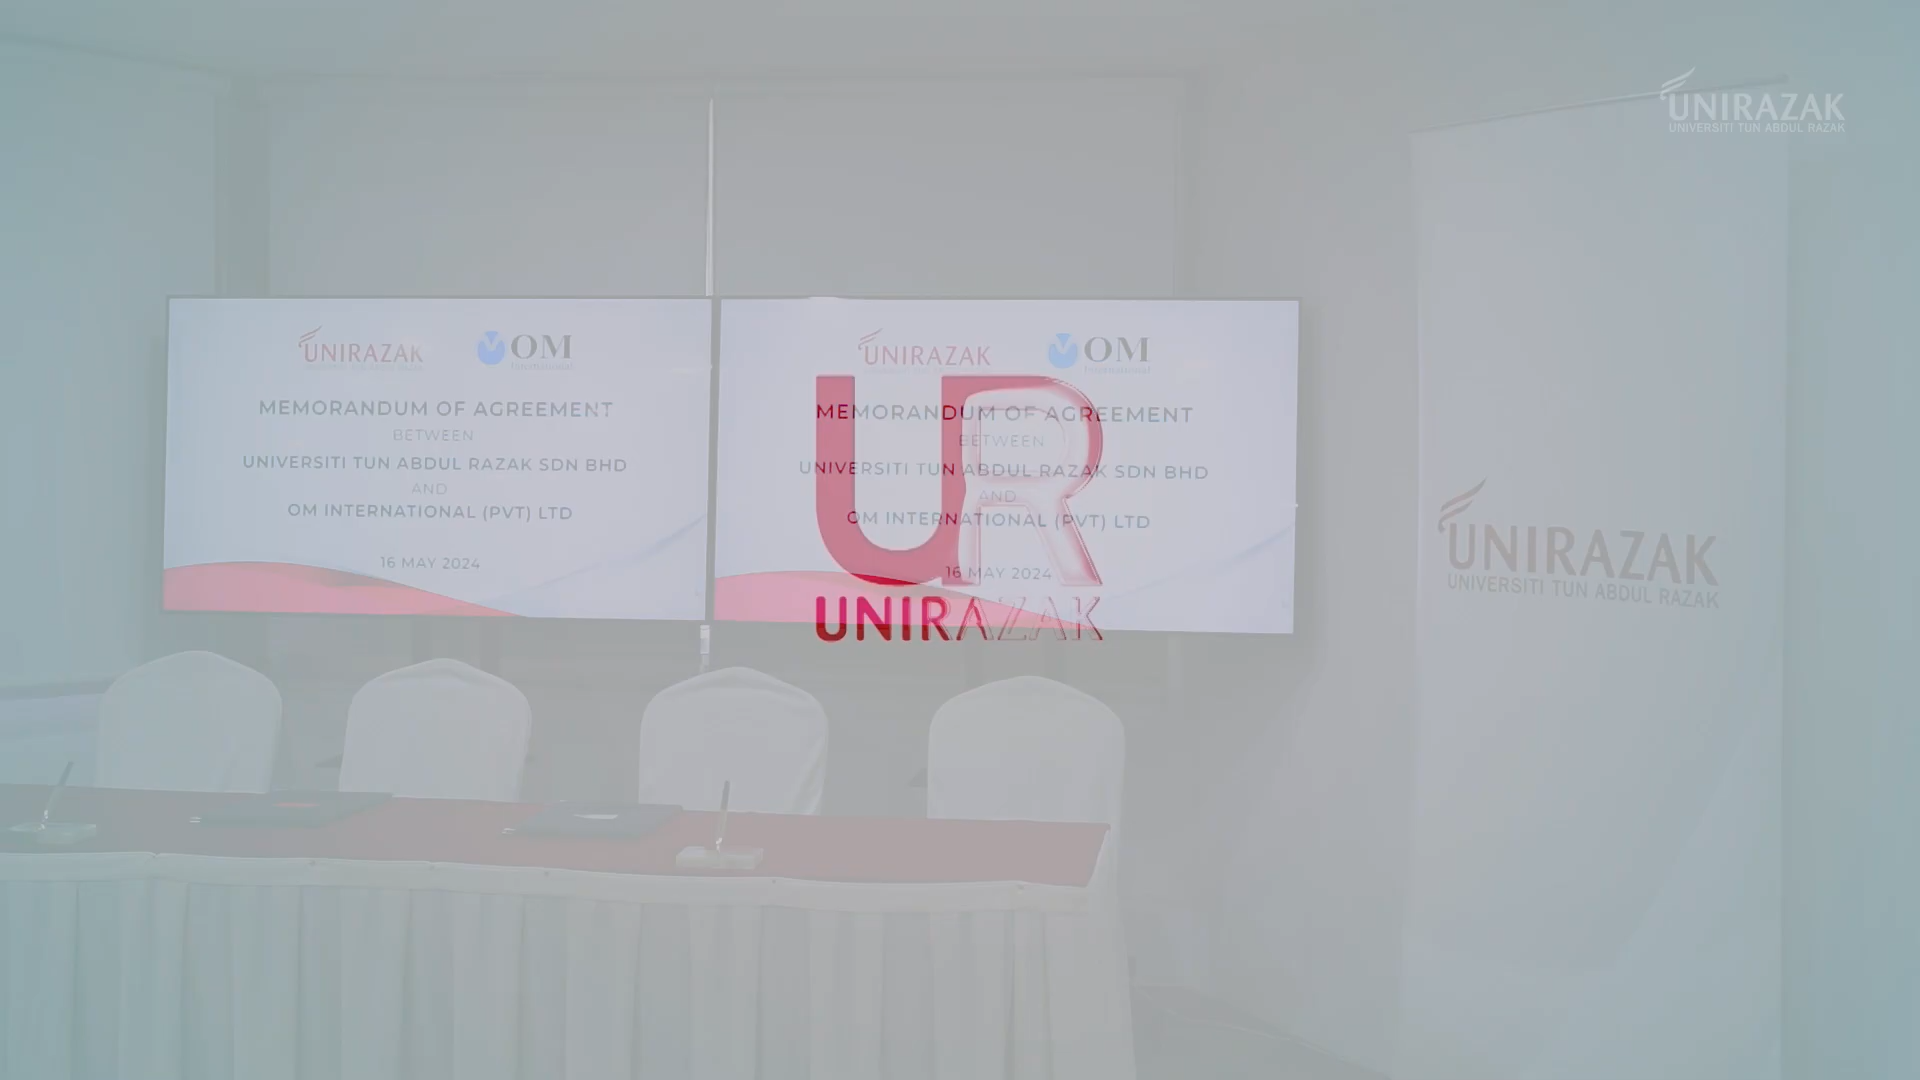 UNIRAZAK
UNIVERSITI TUN ABDUL RAZAK
UNIRAZAK
OM
International
MEMORANDUM OF AGREEMENT
BETWEEN
UNIVERSITI TUN ABDUL RAZAK SDN BHD
AND
OM INTERNATIONAL (PVT) LTD
16 MAY 2024
UNIRAZAK
OM
International
MEMORANDUM OF AGREEMENT
BETWEEN
UNIVERSITI TUN ABDUL RAZAK SDN BHD
AND
OM INTERNATIONAL (PVT) LTD
16 MAY 2024
UR
UNIRAZAK
UNIRAZAK
UNIVERSITI TUN ABDUL RAZAK